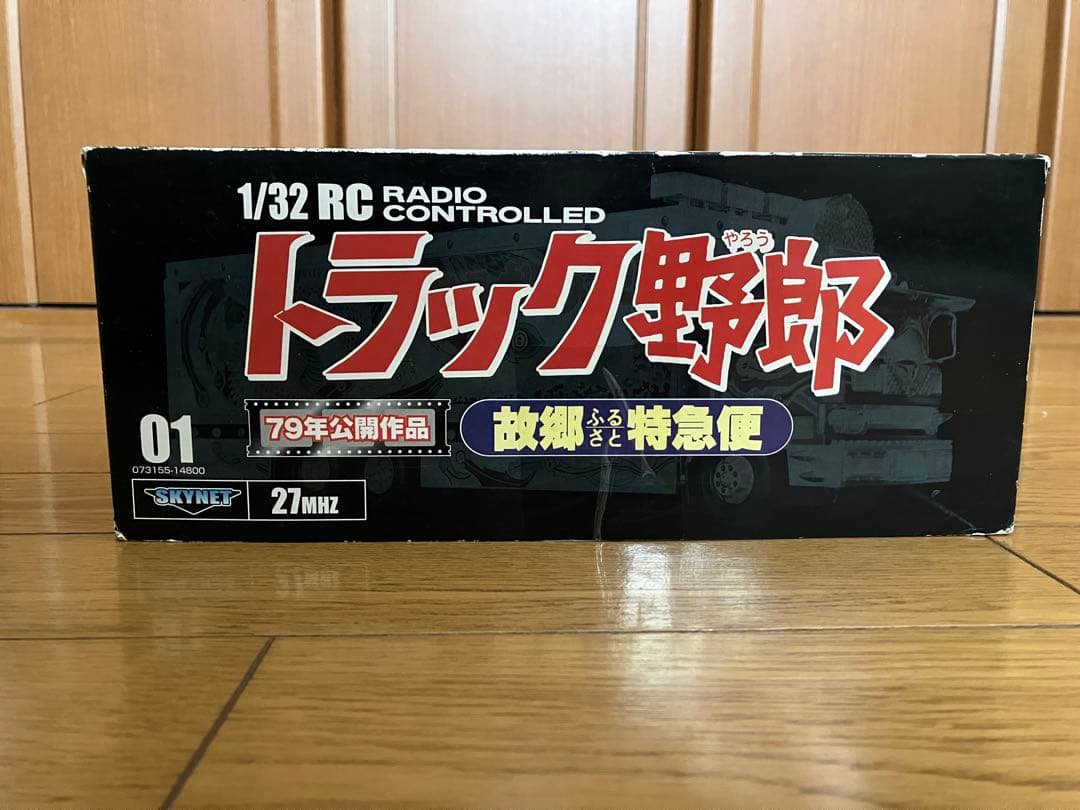 1/32 RC RADIO CONTROLLED
トラック野郎
やろう
79年公開作品
故郷ふるさと特急便
01
073155-14800
SKYNET
27MHZ